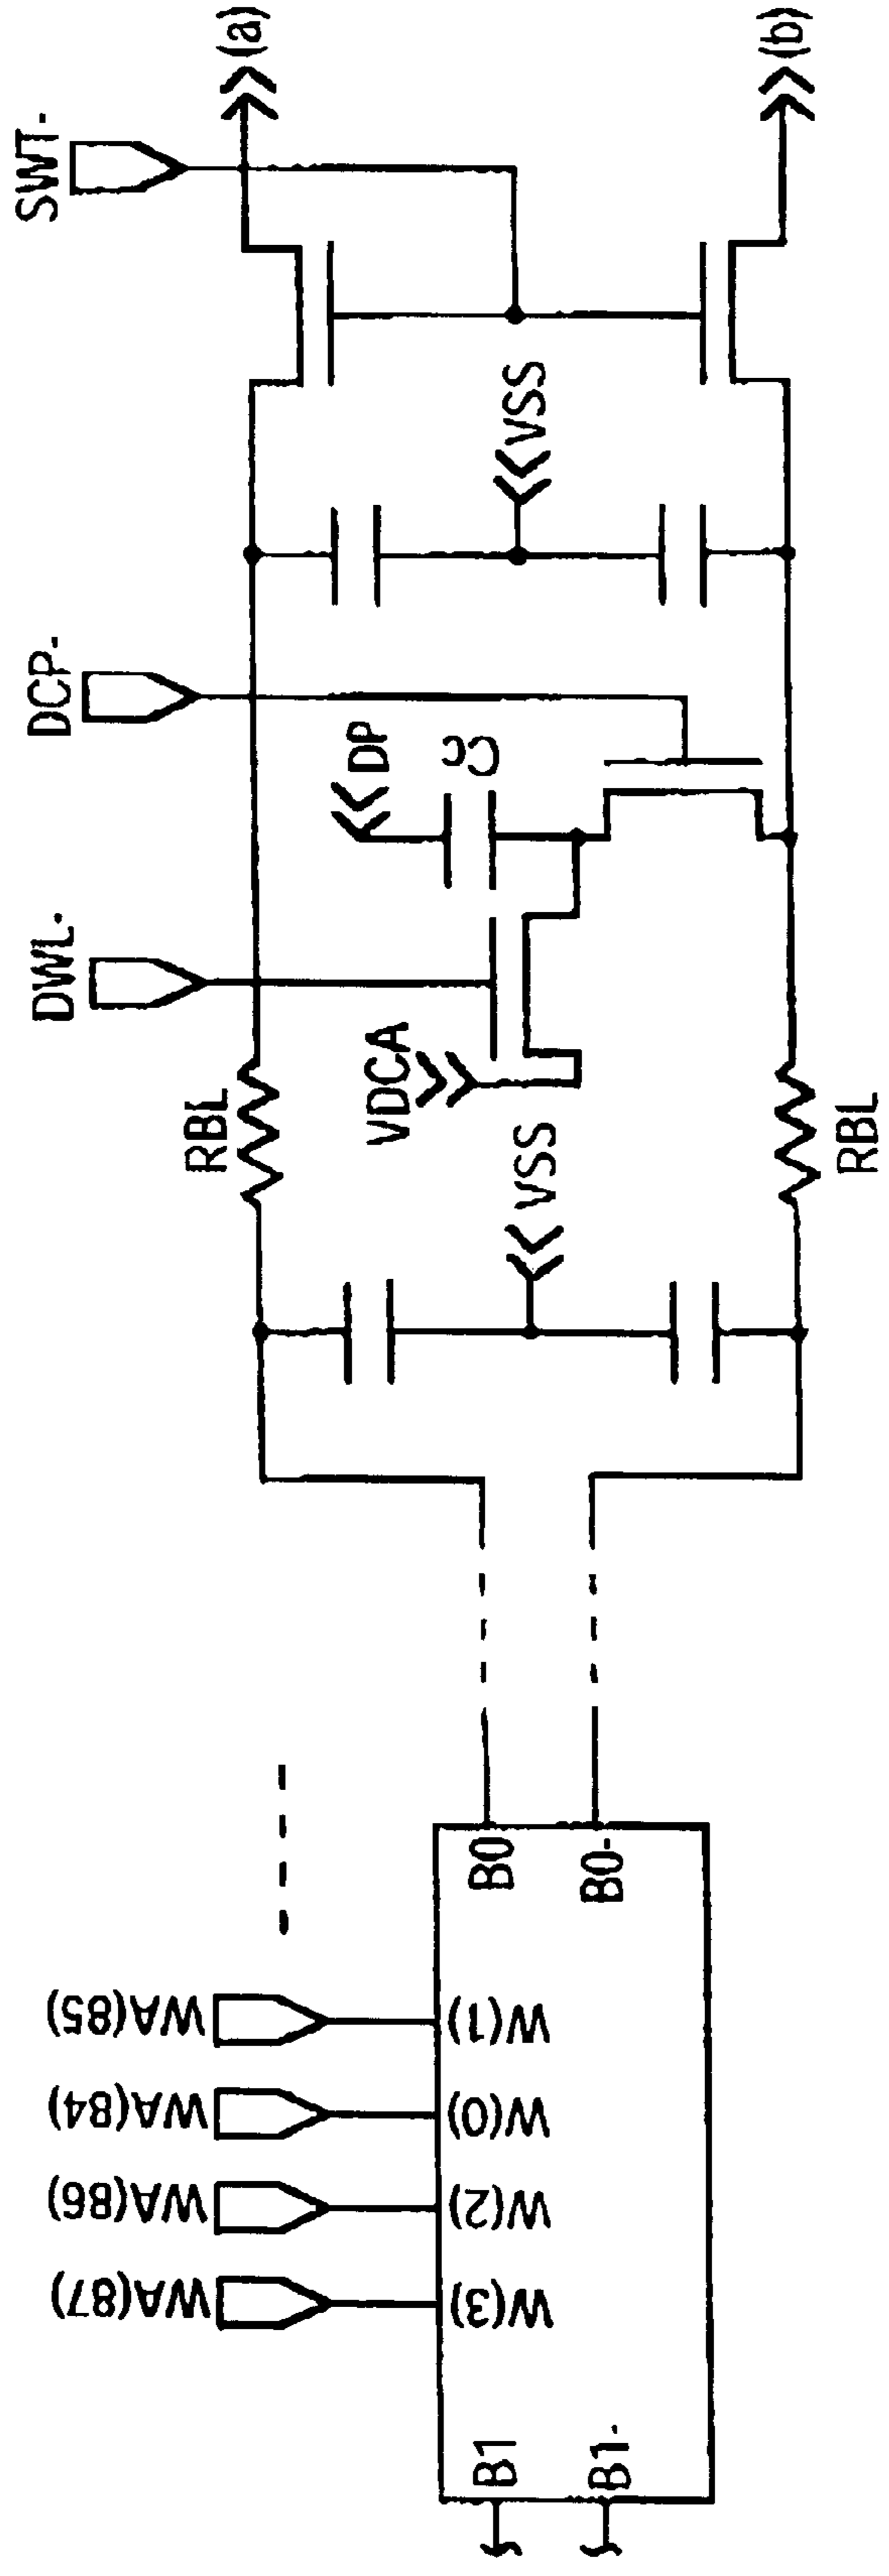 SWT-
(a)
(b)
VSS
DCP-
DP
Cc
DWL-
VDCA
RBL
RBL
VSS
B0
B0-
WA(85)
WA(84)
WA(86)
WA(87)
W(1)
W(0)
W(2)
W(3)
B1
B1-